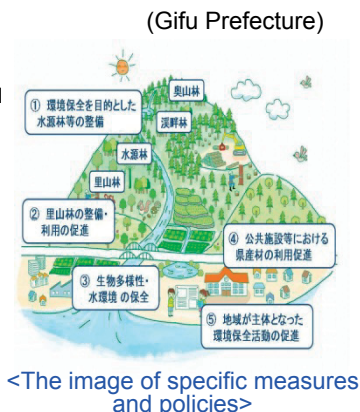 (Gifu Prefecture)
① 環境保全を目的とした
水源林等の整備
奥山林
渓畔林
水源林
里山林
② 里山林の整備・
利用の促進
④ 公共施設等における
県産材の利用促進
③ 生物多様性・
水環境 の保全
⑤ 地域が主体となった
環境保全活動の促進
<The image of specific measures
and policies>